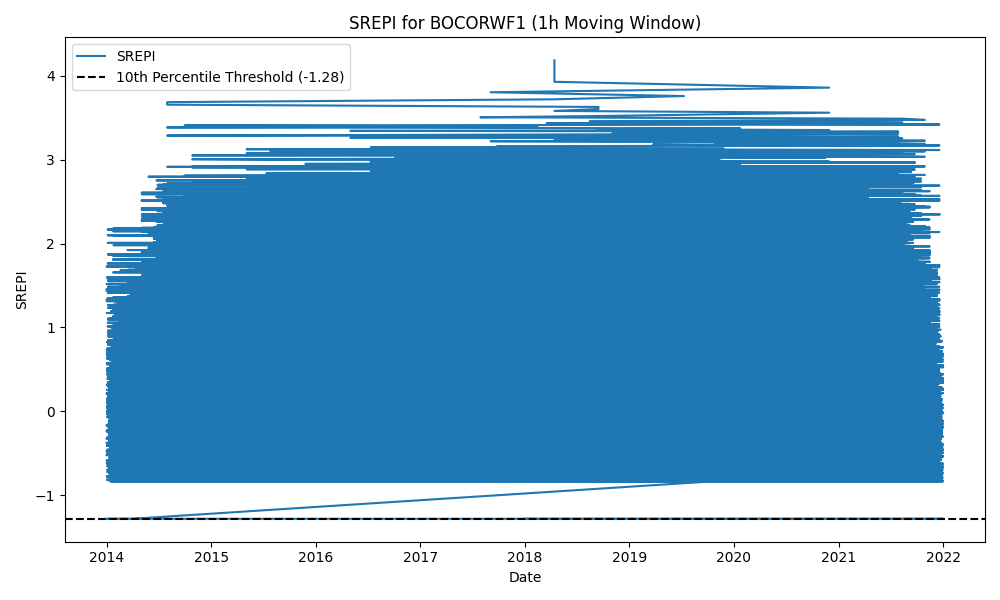 SREPI for BOCORWF1 (1h Moving Window)
SREPI
10th Percentile Threshold (-1.28)
4
3
2
1
0
−1
SREPI
2014 2015 2016 2017 2018 2019 2020 2021 2022
Date